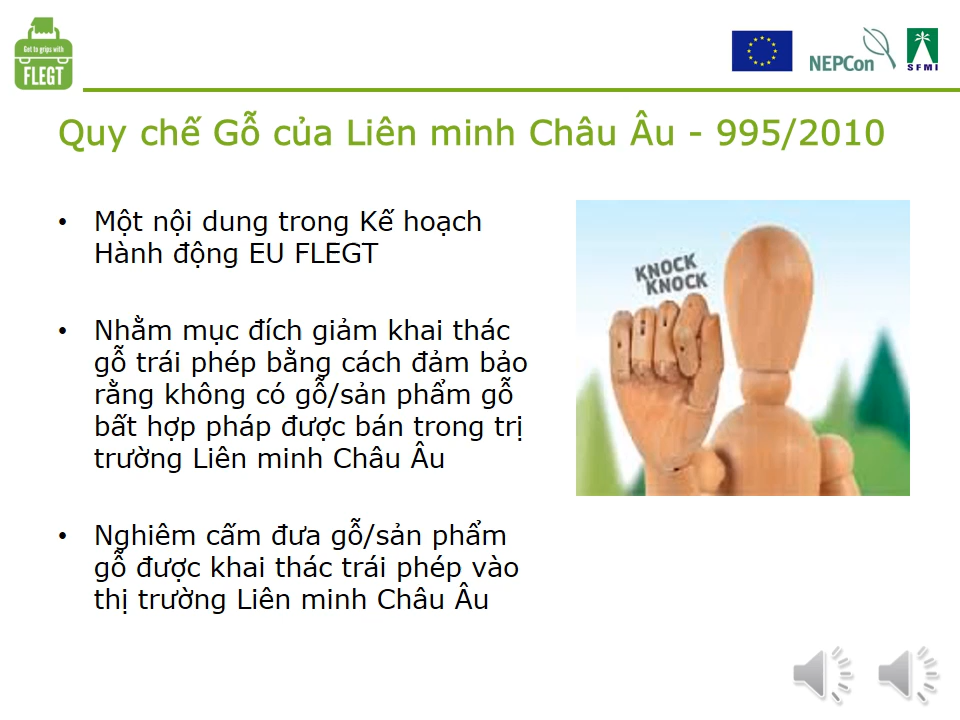 Get to grips with
FLEGT
NEPCon
SFMI
Quy chế Gỗ của Liên minh Châu Âu - 995/2010
• Một nội dung trong Kế hoạch
Hành động EU FLEGT
• Nhằm mục đích giảm khai thác
gỗ trái phép bằng cách đảm bảo
rằng không có gỗ/sản phẩm gỗ
bất hợp pháp được bán trong trị
trường Liên minh Châu Âu
• Nghiêm cấm đưa gỗ/sản phẩm
gỗ được khai thác trái phép vào
thị trường Liên minh Châu Âu
KNOCK
KNOCK